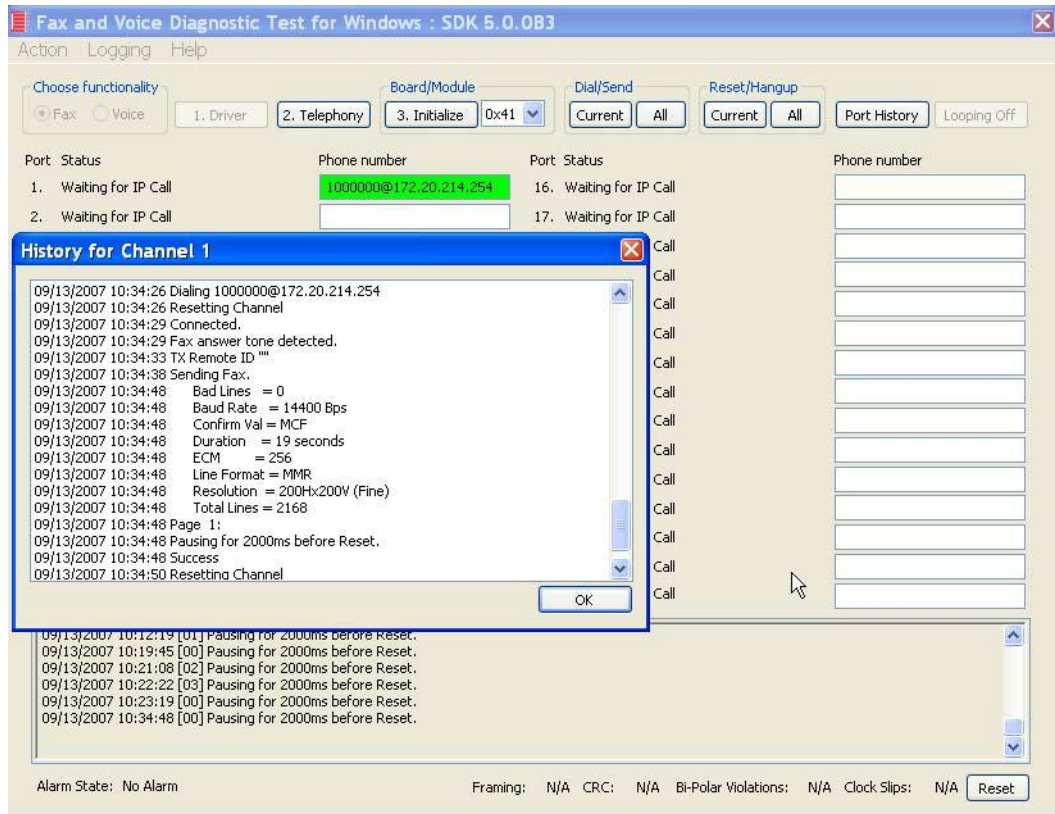 Fax and Voice Diagnostic Test for Windows : SDK 5.0.0B3
Action Logging Help
Choose functionality Board/Module Dial/Send Reset/Hangup
Fax Voice 1. Driver 2. Telephony 3. Initialize 0x41 Current All Current All Port History Looping Off
Port Status Phone number Port Status Phone number
1. Waiting for IP Call 1000000@172.20.214.254 16. Waiting for IP Call
2. Waiting for IP Call 17. Waiting for IP Call
History for Channel 1
09/13/2007 10:34:26 Dialing 1000000@172.20.214.254
09/13/2007 10:34:26 Resetting Channel
09/13/2007 10:34:29 Connected.
09/13/2007 10:34:29 Fax answer tone detected.
09/13/2007 10:34:33 TX Remote ID ""
09/13/2007 10:34:38 Sending Fax.
09/13/2007 10:34:48 Bad Lines = 0
09/13/2007 10:34:48 Baud Rate = 14400 Bps
09/13/2007 10:34:48 Confirm Val = MCF
09/13/2007 10:34:48 Duration = 19 seconds
09/13/2007 10:34:48 ECM = 256
09/13/2007 10:34:48 Line Format = MMR
09/13/2007 10:34:48 Resolution = 200Hx200V (Fine)
09/13/2007 10:34:48 Total Lines = 2168
09/13/2007 10:34:48 Page 1:
09/13/2007 10:34:48 Pausing for 2000ms before Reset.
09/13/2007 10:34:48 Success
09/13/2007 10:34:50 Resetting Channel
OK
Call
Call
Call
Call
Call
Call
Call
Call
Call
Call
Call
Call
Call
09/13/2007 10:12:19 [01] Pausing for 2000ms before Reset.
09/13/2007 10:19:45 [00] Pausing for 2000ms before Reset.
09/13/2007 10:21:08 [02] Pausing for 2000ms before Reset.
09/13/2007 10:22:22 [03] Pausing for 2000ms before Reset.
09/13/2007 10:23:19 [00] Pausing for 2000ms before Reset.
09/13/2007 10:34:48 [00] Pausing for 2000ms before Reset.
Alarm State: No Alarm Framing: N/A CRC: N/A Bi-Polar Violations: N/A Clock Slips: N/A Reset